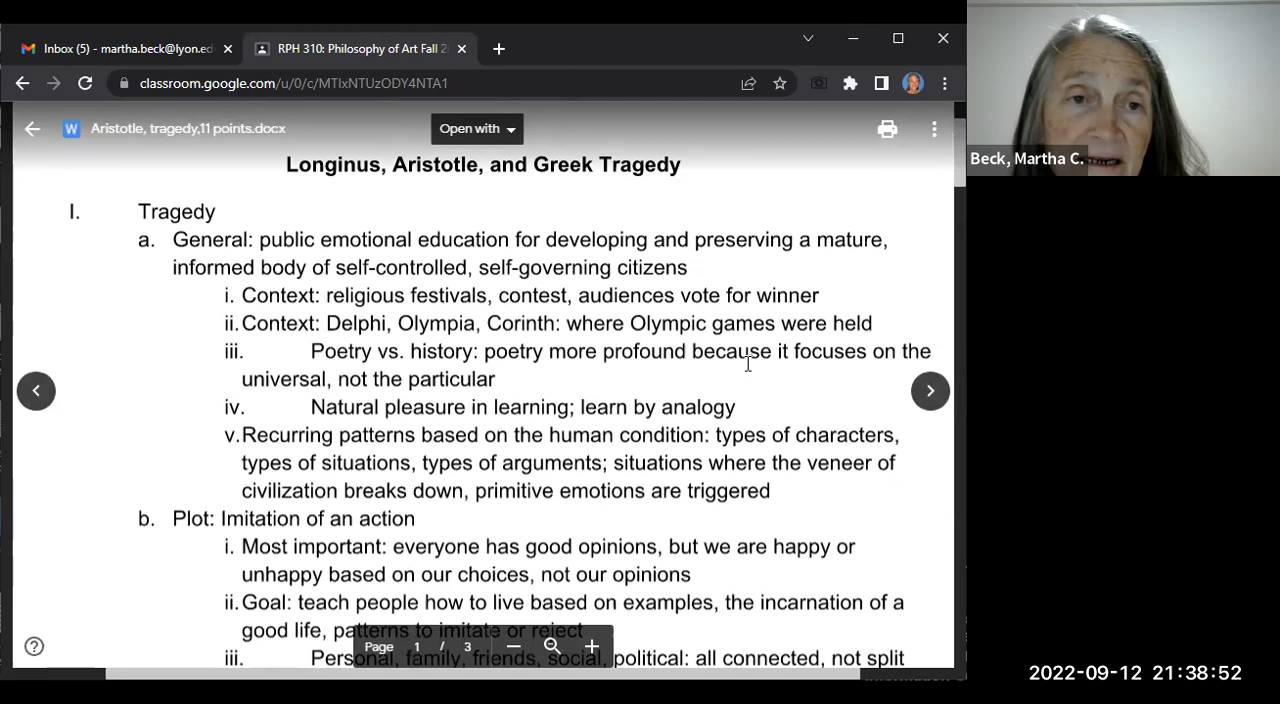 Inbox (5) - martha.beck@lyon.ed
RPH 310: Philosophy of Art Fall 2
classroom.google.com/u/0/c/MTIxNTUzODY4NTA1
Aristotle, tragedy,11 points.docx
Open with
Beck, Martha C.
Longinus, Aristotle, and Greek Tragedy
I. Tragedy
a. General: public emotional education for developing and preserving a mature,
informed body of self-controlled, self-governing citizens
i. Context: religious festivals, contest, audiences vote for winner
ii. Context: Delphi, Olympia, Corinth: where Olympic games were held
iii. Poetry vs. history: poetry more profound because it focuses on the
universal, not the particular
iv. Natural pleasure in learning; learn by analogy
v. Recurring patterns based on the human condition: types of characters,
types of situations, types of arguments; situations where the veneer of
civilization breaks down, primitive emotions are triggered
b. Plot: Imitation of an action
i. Most important: everyone has good opinions, but we are happy or
unhappy based on our choices, not our opinions
ii. Goal: teach people how to live based on examples, the incarnation of a
good life, patterns to imitate or reject
Page 1 / 3
iii. Personal, family, friends, social, political: all connected, not split
2022-09-12 21:38:52